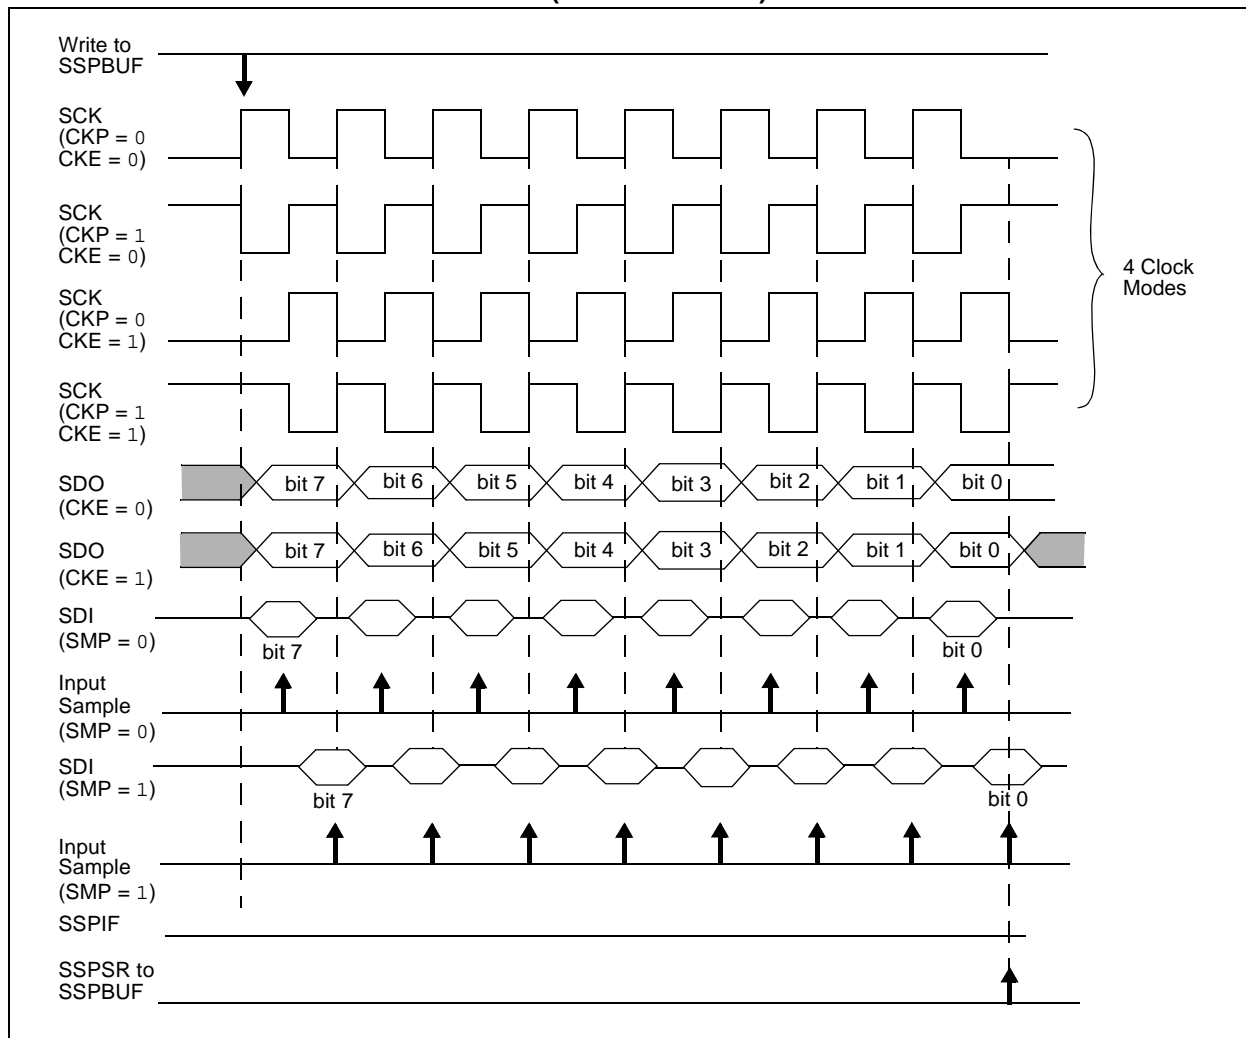 Write to
SSPBUF
SCK
(CKP = 0
CKE = 0)
SCK
(CKP = 1
CKE = 0)
SCK
(CKP = 0
CKE = 1)
SCK
(CKP = 1
CKE = 1)
4 Clock
Modes
SDO
(CKE = 0)
bit 7 bit 6 bit 5 bit 4 bit 3 bit 2 bit 1 bit 0
SDO
(CKE = 1)
bit 7 bit 6 bit 5 bit 4 bit 3 bit 2 bit 1 bit 0
SDI
(SMP = 0)
bit 7 bit 0
Input
Sample
(SMP = 0)
SDI
(SMP = 1)
bit 7 bit 0
Input
Sample
(SMP = 1)
SSPIF
SSPSR to
SSPBUF